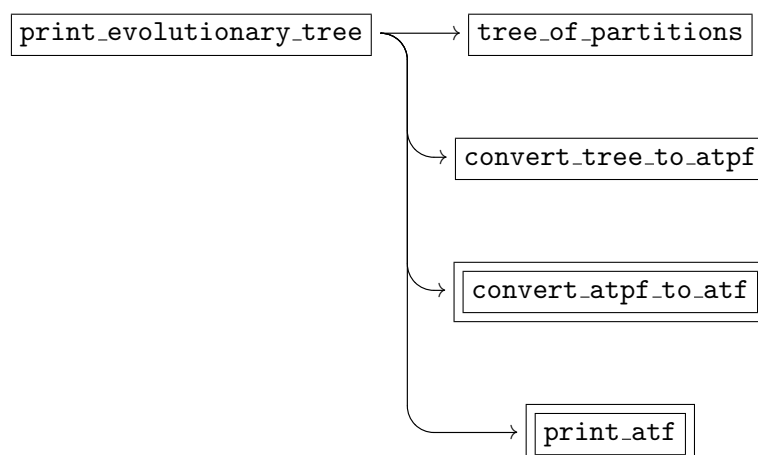 print_evolutionary_tree
tree_of_partitions
convert_tree_to_atpf
convert_atpf_to_atf
print_atf